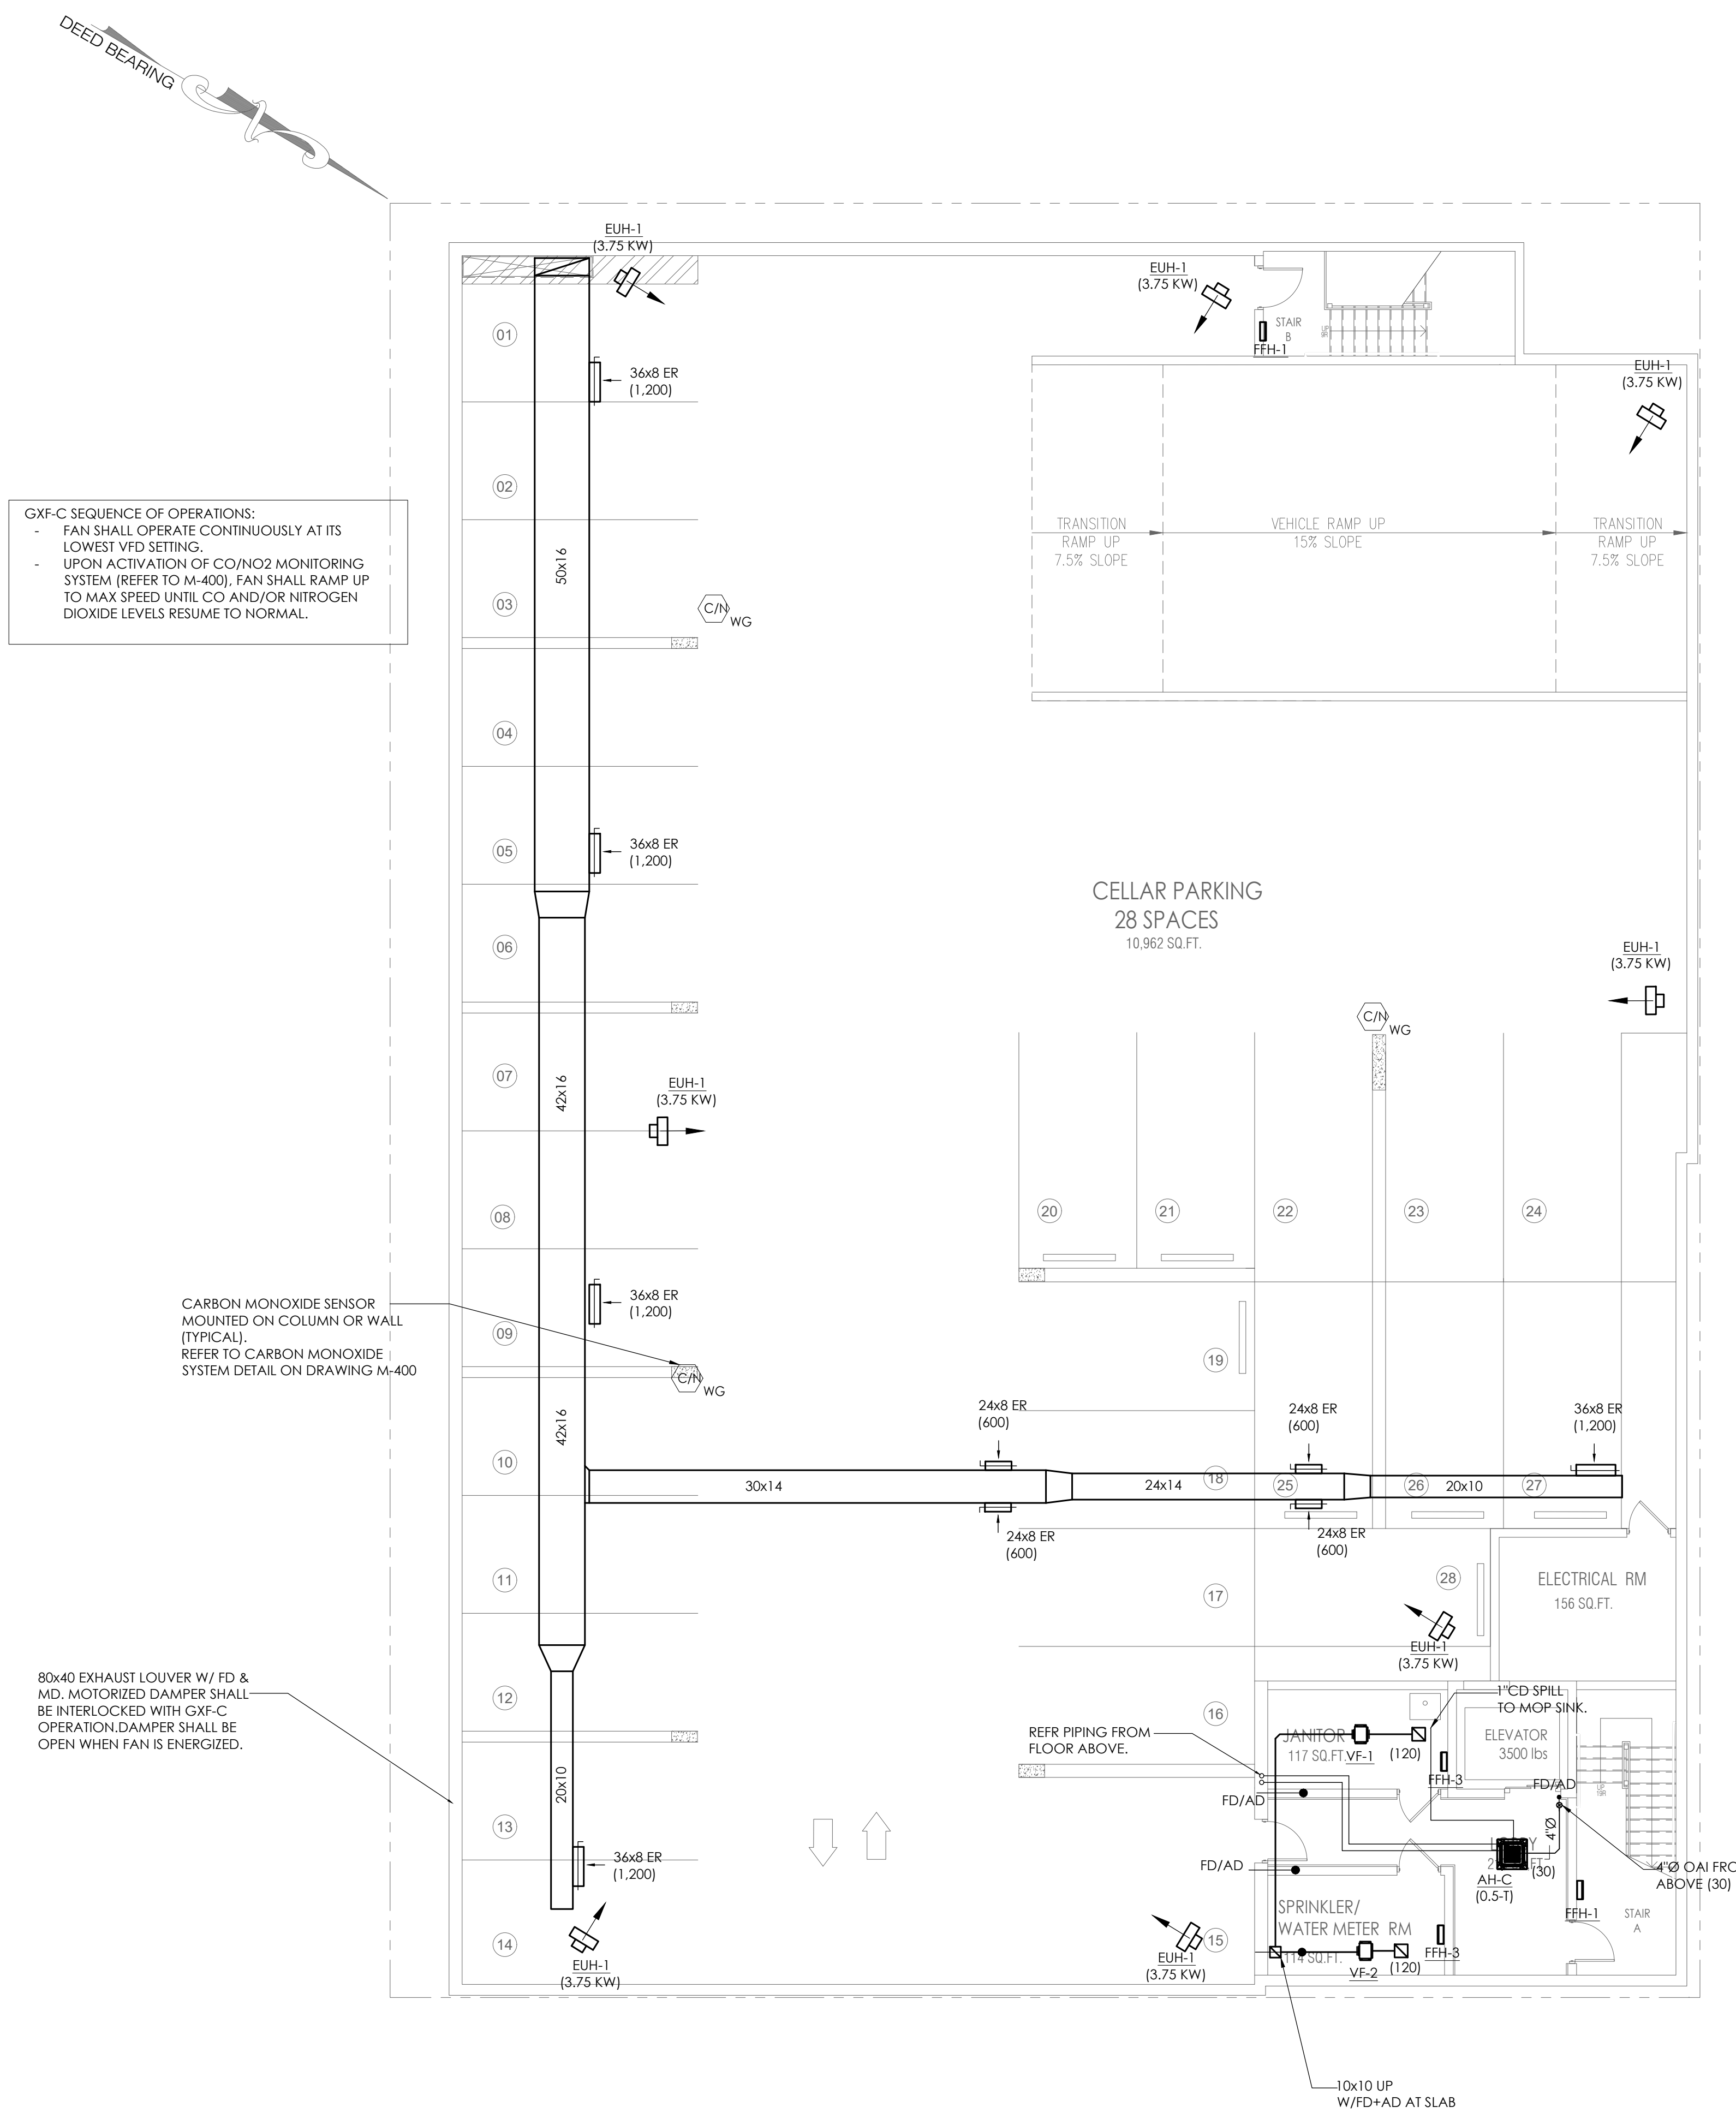 DEED BEARING
EUH-1
(3.75 KW)
EUH-1
(3.75 KW)
STAIR
B
UP
FFH-1
EUH-1
(3.75 KW)
01
36x8 ER
(1,200)
02
GXF-C SEQUENCE OF OPERATIONS:
- FAN SHALL OPERATE CONTINUOUSLY AT ITS
LOWEST VFD SETTING.
- UPON ACTIVATION OF CO/NO2 MONITORING
SYSTEM (REFER TO M-400), FAN SHALL RAMP UP
TO MAX SPEED UNTIL CO AND/OR NITROGEN
DIOXIDE LEVELS RESUME TO NORMAL.
50x16
TRANSITION
RAMP UP
7.5% SLOPE
VEHICLE RAMP UP
15% SLOPE
TRANSITION
RAMP UP
7.5% SLOPE
03
C/N
WG
04
05
36x8 ER
(1,200)
CELLAR PARKING
28 SPACES
10,962 SQ.FT.
06
EUH-1
(3.75 KW)
C/N
WG
07
42x16
EUH-1
(3.75 KW)
08
20
21
22
23
24
CARBON MONOXIDE SENSOR
MOUNTED ON COLUMN OR WALL
(TYPICAL).
REFER TO CARBON MONOXIDE
SYSTEM DETAIL ON DRAWING M-400
36x8 ER
(1,200)
09
19
C/N
WG
42x16
24x8 ER
(600)
24x8 ER
(600)
36x8 ER
(1,200)
10
30x14
24x14
18
25
26
20x10
27
24x8 ER
(600)
24x8 ER
(600)
11
17
28
ELECTRICAL RM
156 SQ.FT.
EUH-1
(3.75 KW)
80x40 EXHAUST LOUVER W/ FD &
MD. MOTORIZED DAMPER SHALL
BE INTERLOCKED WITH GXF-C
OPERATION.DAMPER SHALL BE
OPEN WHEN FAN IS ENERGIZED.
12
16
1"CD SPILL
TO MOP SINK.
REFR PIPING FROM
FLOOR ABOVE.
JANITOR
117 SQ.FT.
VF-1
(120)
ELEVATOR
3500 lbs
FFH-3
FD/AD
FD/AD
20x10
13
4"Ø
36x8 ER
(1,200)
FD/AD
(30)
AH-C
(0.5-T)
4"Ø OAI FRO
ABOVE (30)
FFH-1
STAIR
A
SPRINKLER/
WATER METER RM
114 SQ.FT.
14
15
FFH-3
EUH-1
(3.75 KW)
EUH-1
(3.75 KW)
VF-2
(120)
10x10 UP
W/FD+AD AT SLAB